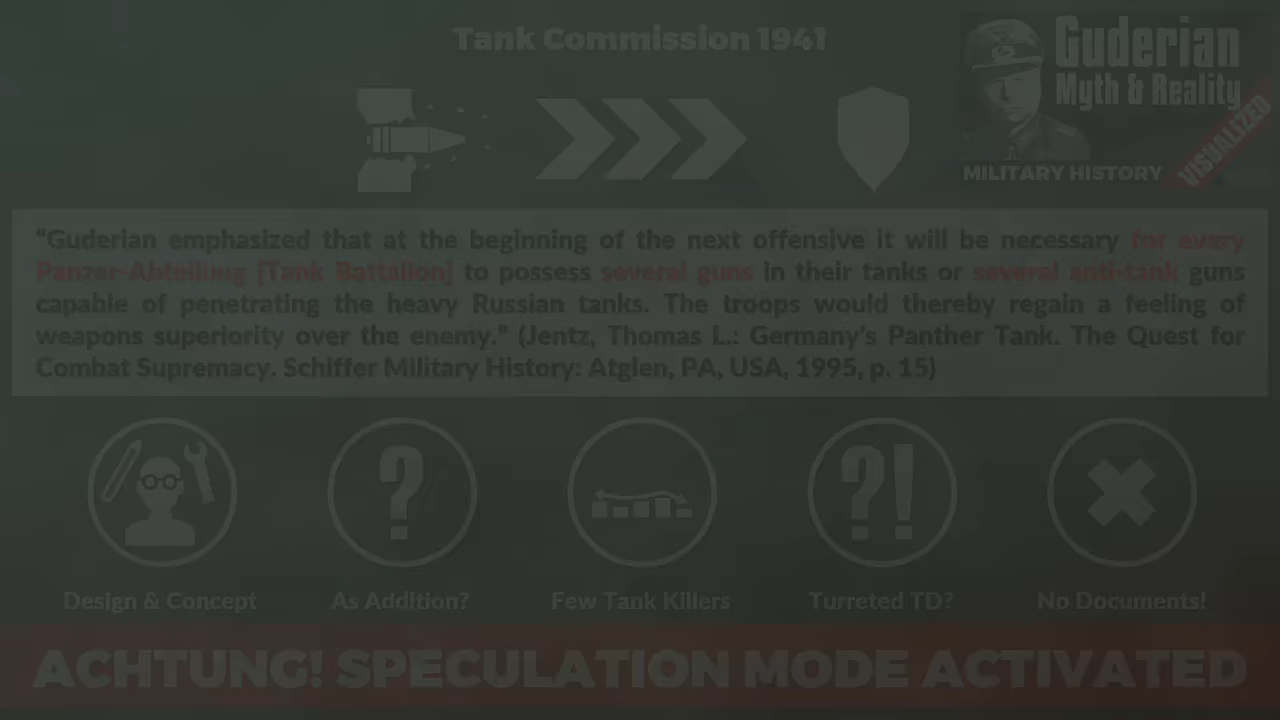 Tank Commission 1941
Guderian
Myth & Reality
VISUALIZED
MILITARY HISTORY
"Guderian emphasized that at the beginning of the next offensive it will be necessary for every
Panzer-Abteilung [Tank Battalion] to possess several guns in their tanks or several anti-tank guns
capable of penetrating the heavy Russian tanks. The troops would thereby regain a feeling of
weapons superiority over the enemy." (Jentz, Thomas L.: Germany's Panther Tank. The Quest for
Combat Supremacy. Schiffer Military History: Atglen, PA, USA, 1995, p. 15)
?
?!
Design & Concept
As Addition?
Few Tank Killers
Turreted TD?
No Documents!
ACHTUNG! SPECULATION MODE ACTIVATED